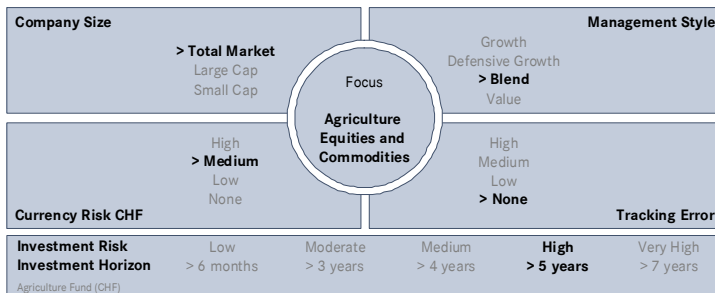 Company Size
> Total Market
Large Cap
Small Cap
Management Style
Growth
Defensive Growth
> Blend
Value
Focus
Agriculture
Equities and
Commodities
High
> Medium
Low
None
Currency Risk CHF
High
Medium
Low
> None
Tracking Error
Investment Risk Low Moderate Medium High Very High
Investment Horizon > 6 months > 3 years > 4 years > 5 years > 7 years
Agriculture Fund (CHF)